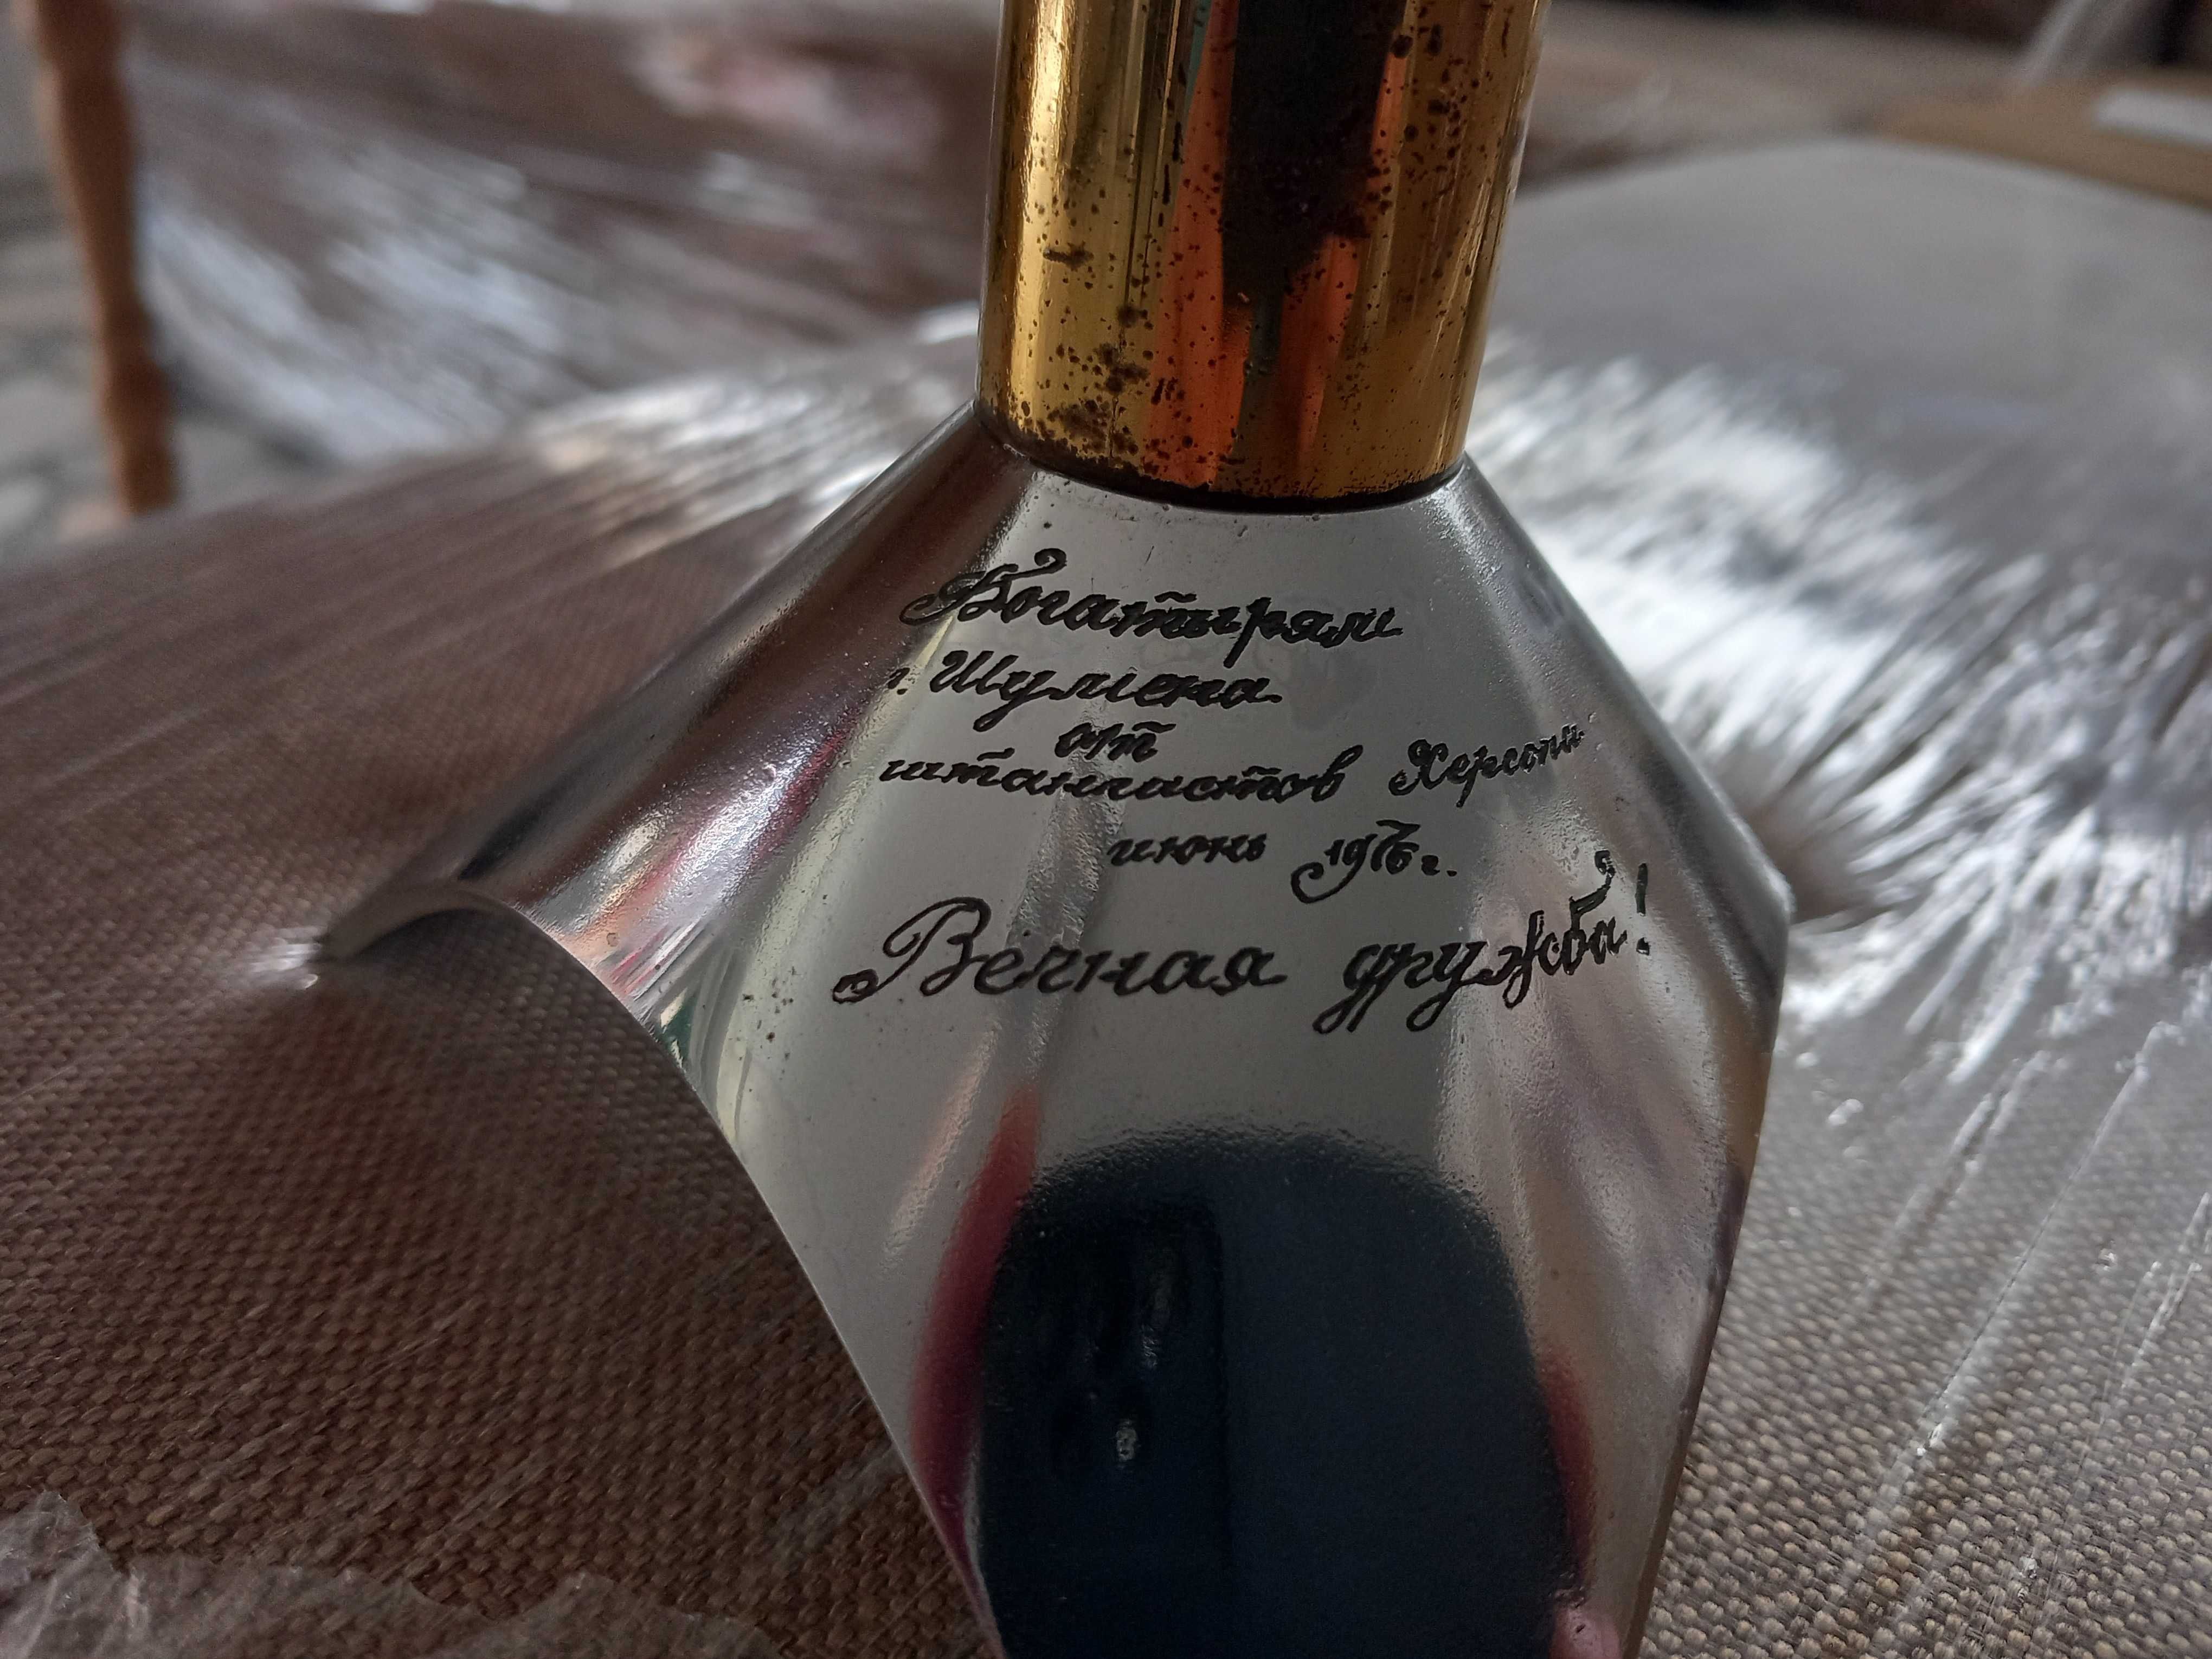 Богатырям
г. Шумена
от
штангистов Херсона
июнь 1976 г.
Вечная дружба!